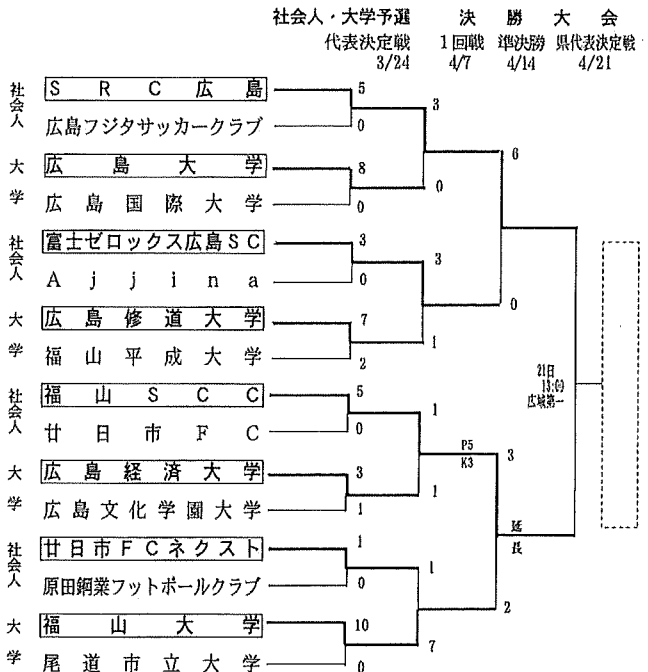 社会人・大学予選 決勝大会
代表決定戦 1回戦 準決勝 県代表決定戦
3/24 4/7 4/14 4/21
社会人 SRC広島 5
広島フジタサッカークラブ 0
3
6
大学 広島大学 8
広島国際大学 0
0
社会人 富士ゼロックス広島SC 3
Ajjina 0
3
0
大学 広島修道大学 7
福山平成大学 2
1
21日
13:00
広域第一
社会人 福山SCC 5
廿日市FC 0
1
P5
K3
3
大学 広島経済大学 3
広島文化学園大学 1
1
延長
社会人 廿日市FCネクスト 1
原田鋼業フットボールクラブ 0
1
2
大学 福山大学 10
尾道市立大学 0
7